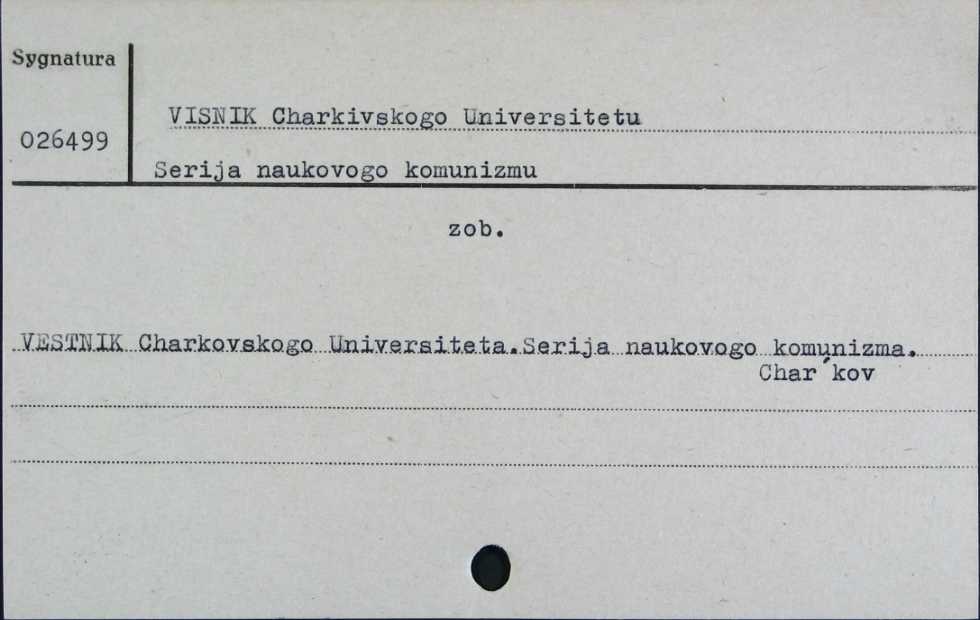 Sygnatura
026499
VISNIK Charkivskogo Universitetu
Serija naukovogo komunizmu
zob.
VESTNIK Charkovskogo Universiteta.Serija naukovogo komunizma.
Char´kov